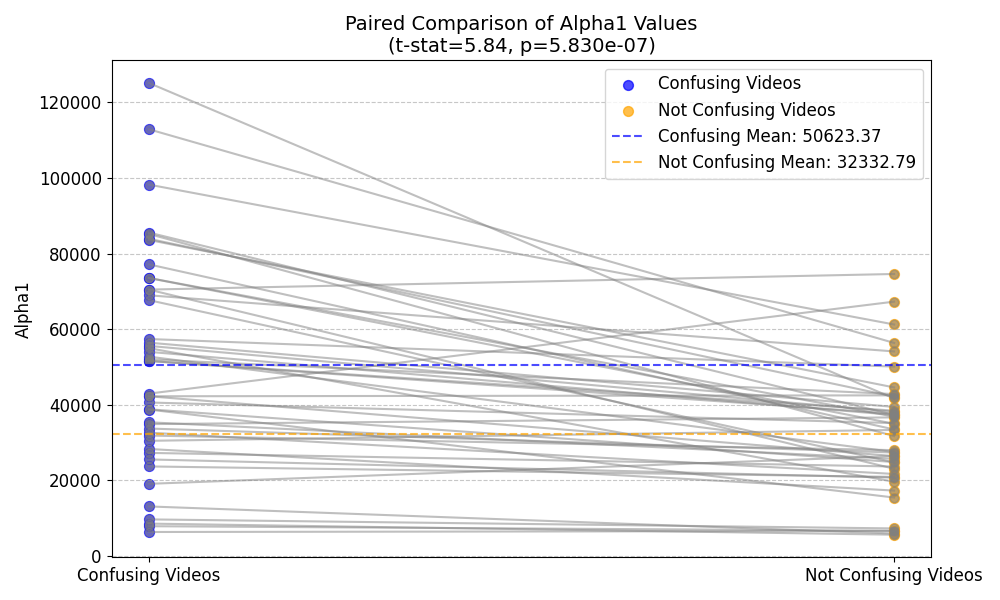 Paired Comparison of Alpha1 Values
(t-stat=5.84, p=5.830e-07)
Confusing Videos
Not Confusing Videos
Confusing Mean: 50623.37
Not Confusing Mean: 32332.79
Alpha1
120000
100000
80000
60000
40000
20000
0
Confusing Videos
Not Confusing Videos